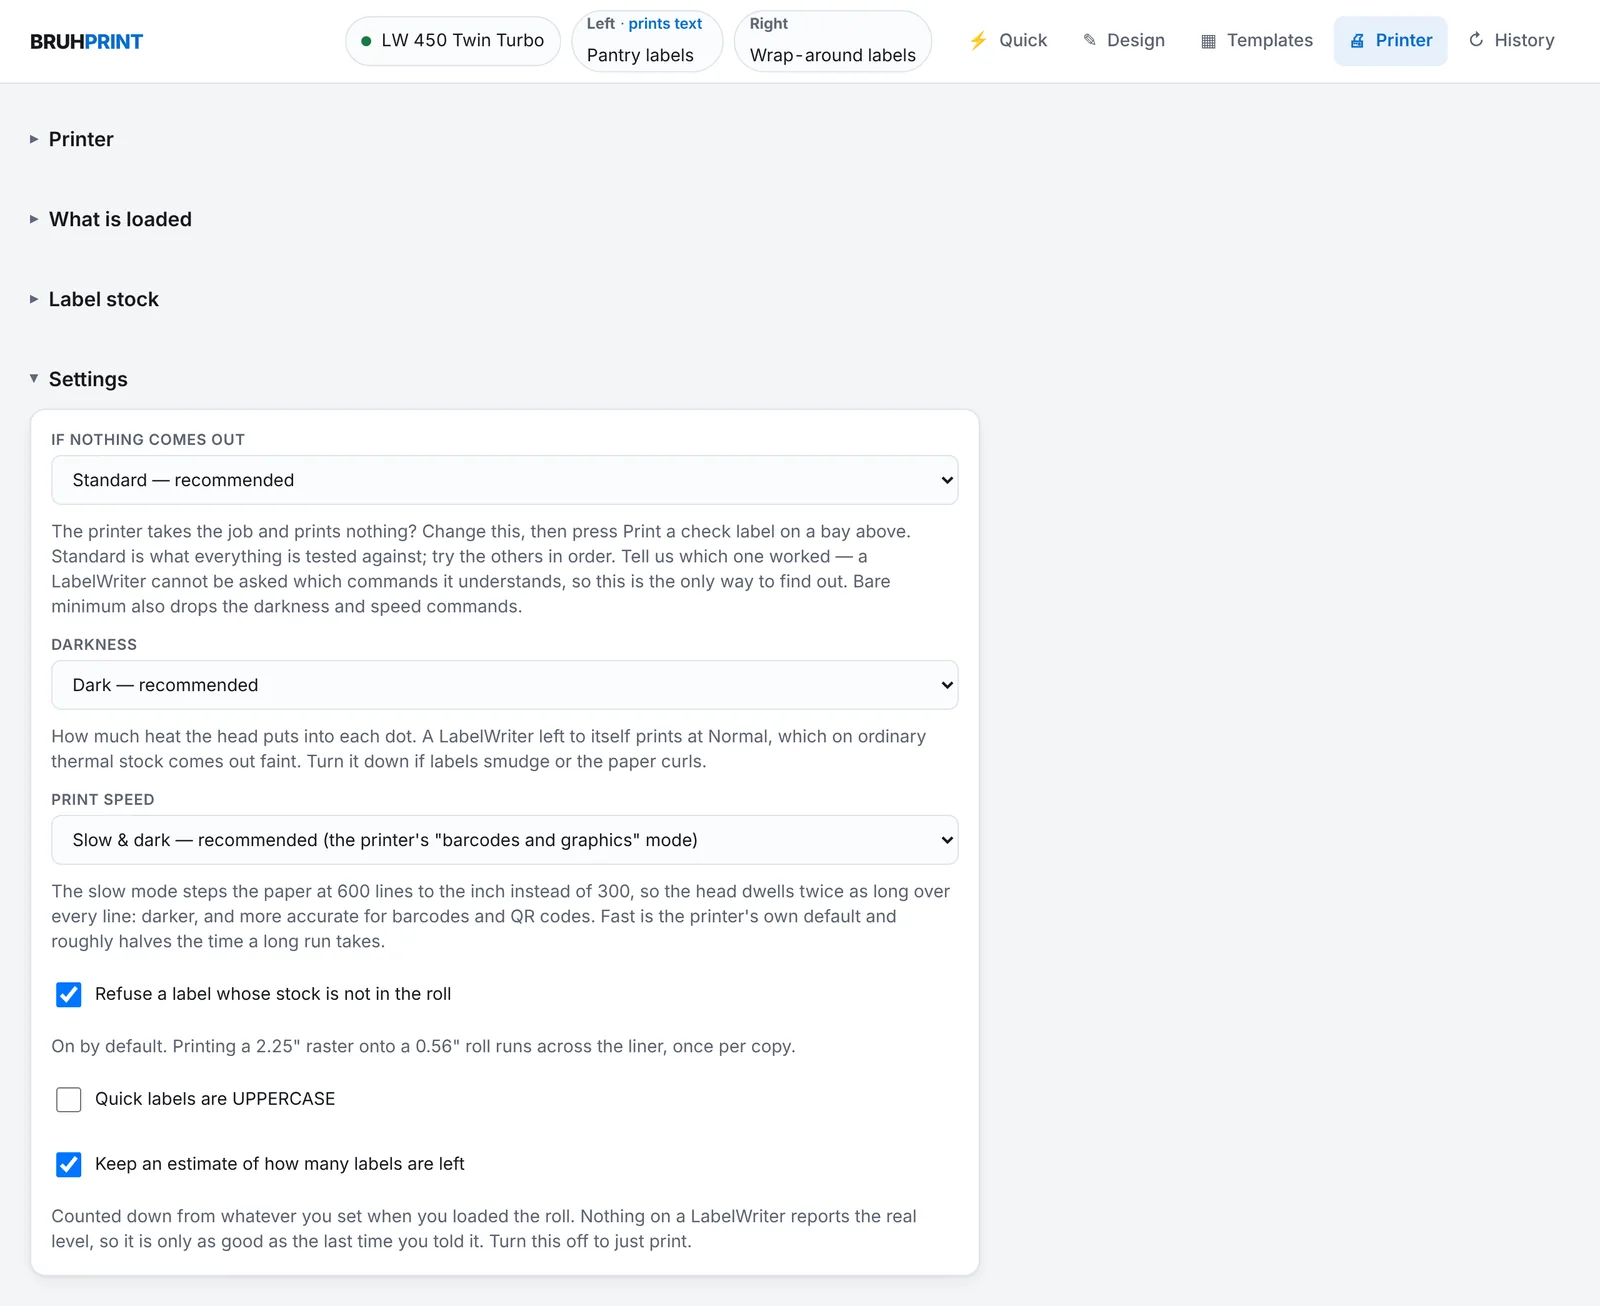 BRUHPRINT
LW 450 Twin Turbo
Left · prints text
Pantry labels
Right
Wrap-around labels
Quick
Design
Templates
Printer
History
Printer
What is loaded
Label stock
Settings
IF NOTHING COMES OUT
Standard — recommended
The printer takes the job and prints nothing? Change this, then press Print a check label on a bay above.
Standard is what everything is tested against; try the others in order. Tell us which one worked — a
LabelWriter cannot be asked which commands it understands, so this is the only way to find out. Bare
minimum also drops the darkness and speed commands.
DARKNESS
Dark — recommended
How much heat the head puts into each dot. A LabelWriter left to itself prints at Normal, which on ordinary
thermal stock comes out faint. Turn it down if labels smudge or the paper curls.
PRINT SPEED
Slow & dark — recommended (the printer's "barcodes and graphics" mode)
The slow mode steps the paper at 600 lines to the inch instead of 300, so the head dwells twice as long over
every line: darker, and more accurate for barcodes and QR codes. Fast is the printer's own default and
roughly halves the time a long run takes.
Refuse a label whose stock is not in the roll
On by default. Printing a 2.25" raster onto a 0.56" roll runs across the liner, once per copy.
Quick labels are UPPERCASE
Keep an estimate of how many labels are left
Counted down from whatever you set when you loaded the roll. Nothing on a LabelWriter reports the real
level, so it is only as good as the last time you told it. Turn this off to just print.